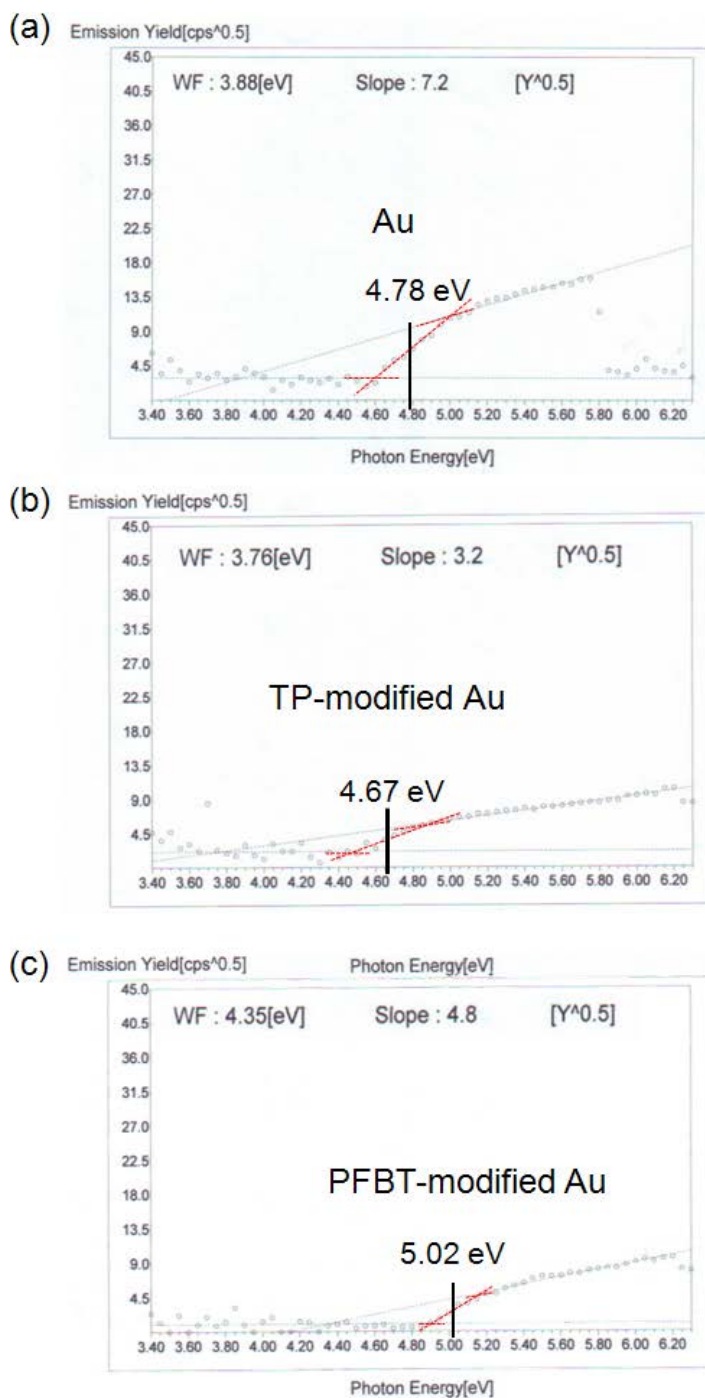 (a) Emission Yield[cps^0.5]
45.0
WF : 3.88[eV] Slope : 7.2 [Y^0.5]
40.5
36.0
31.5
27.0
Au
22.5
18.0
4.78 eV
13.5
9.0
4.5
3.40 3.60 3.80 4.00 4.20 4.40 4.60 4.80 5.00 5.20 5.40 5.60 5.80 6.00 6.20
Photon Energy[eV]
(b) Emission Yield[cps^0.5]
45.0
WF : 3.76[eV] Slope : 3.2 [Y^0.5]
40.5
36.0
31.5
27.0
TP-modified Au
22.5
18.0
13.5
4.67 eV
9.0
4.5
3.40 3.60 3.80 4.00 4.20 4.40 4.60 4.80 5.00 5.20 5.40 5.60 5.80 6.00 6.20
(c) Emission Yield[cps^0.5] Photon Energy[eV]
45.0
WF : 4.35[eV] Slope : 4.8 [Y^0.5]
40.5
36.0
31.5
27.0
22.5
PFBT-modified Au
18.0
13.5
5.02 eV
9.0
4.5
3.40 3.60 3.80 4.00 4.20 4.40 4.60 4.80 5.00 5.20 5.40 5.60 5.80 6.00 6.20
Photon Energy[eV]